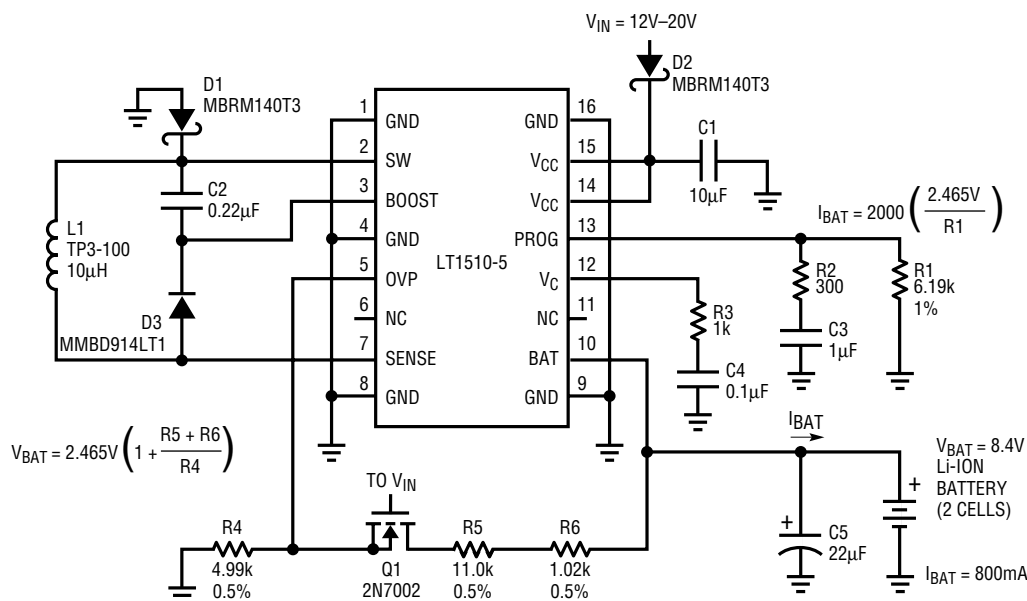 V_IN = 12V–20V
D1
MBRM140T3
D2
MBRM140T3
1
GND
2
SW
3
BOOST
4
GND
5
OVP
6
NC
7
SENSE
8
GND
LT1510-5
16
GND
15
V_CC
14
V_CC
13
PROG
12
V_C
11
NC
10
BAT
9
GND
C1
10µF
C2
0.22µF
L1
TP3-100
10µH
D3
MMBD914LT1
I_BAT = 2000 (2.465V / R1)
R2
300
R1
6.19k
1%
R3
1k
C3
1µF
C4
0.1µF
V_BAT = 2.465V (1 + R5 + R6 / R4)
I_BAT
V_BAT = 8.4V
Li-ION
BATTERY
(2 CELLS)
+
+
C5
22µF
I_BAT = 800mA
TO V_IN
R4
4.99k
0.5%
Q1
2N7002
R5
11.0k
0.5%
R6
1.02k
0.5%